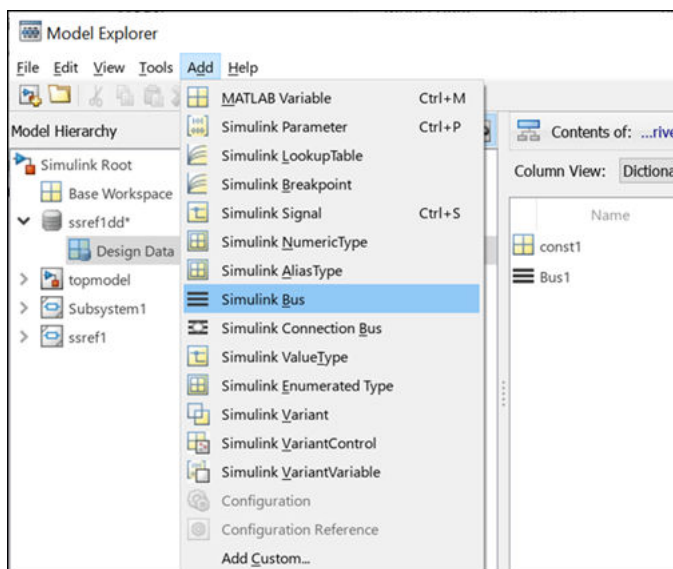 Model Explorer
File Edit View Tools Add Help
Model Hierarchy
Simulink Root
Base Workspace
ssref1dd*
Design Data
topmodel
Subsystem1
ssref1
MATLAB Variable Ctrl+M
Simulink Parameter Ctrl+P
Simulink LookupTable
Simulink Breakpoint
Simulink Signal Ctrl+S
Simulink NumericType
Simulink AliasType
Simulink Bus
Simulink Connection Bus
Simulink ValueType
Simulink Enumerated Type
Simulink Variant
Simulink VariantControl
Simulink VariantVariable
Configuration
Configuration Reference
Add Custom...
Contents of: ...rive
Column View: Dictiona
Name
const1
Bus1